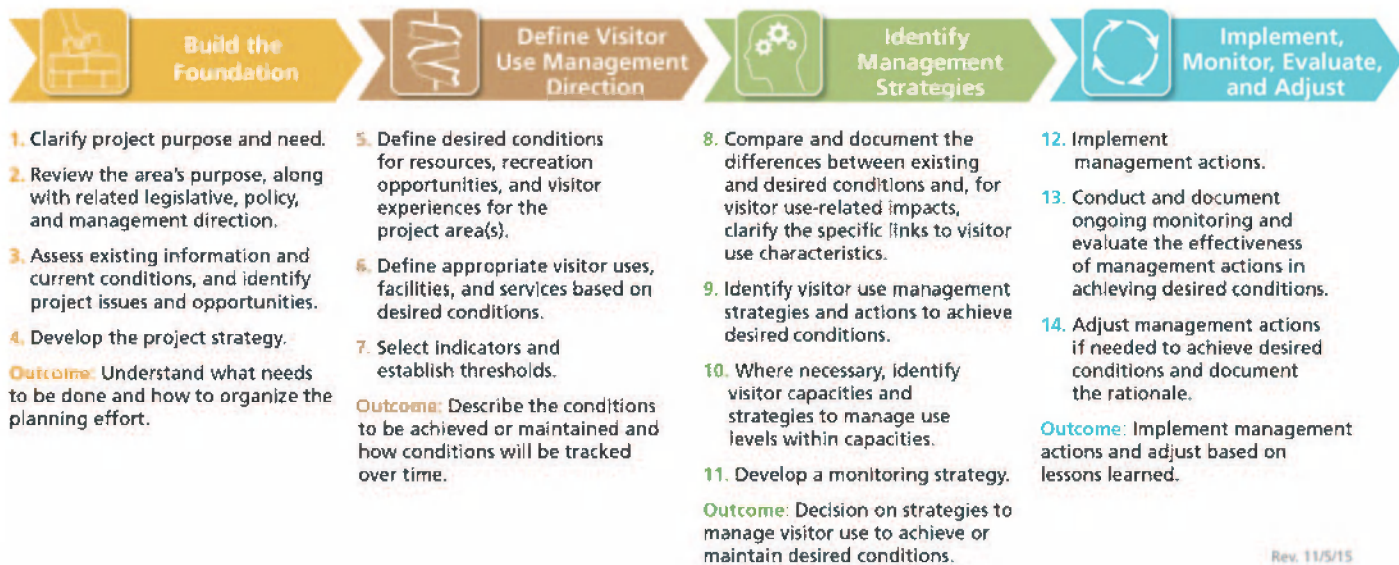 Build the
Foundation
1. Clarify project purpose and need.
2. Review the area's purpose, along
with related legislative, policy,
and management direction.
3. Assess existing information and
current conditions, and identify
project issues and opportunities.
4. Develop the project strategy.
Outcome: Understand what needs
to be done and how to organize the
planning effort.
Define Visitor
Use Management
Direction
5. Define desired conditions
for resources, recreation
opportunities, and visitor
experiences for the
project area(s).
6. Define appropriate visitor uses,
facilities, and services based on
desired conditions.
7. Select indicators and
establish thresholds.
Outcome: Describe the conditions
to be achieved or maintained and
how conditions will be tracked
over time.
Identify
Management
Strategies
8. Compare and document the
differences between existing
and desired conditions and, for
visitor use-related impacts,
clarify the specific links to visitor
use characteristics.
9. Identify visitor use management
strategies and actions to achieve
desired conditions.
10. Where necessary, identify
visitor capacities and
strategies to manage use
levels within capacities.
11. Develop a monitoring strategy.
Outcome: Decision on strategies to
manage visitor use to achieve or
maintain desired conditions.
Implement,
Monitor, Evaluate,
and Adjust
12. Implement
management actions.
13. Conduct and document
ongoing monitoring and
evaluate the effectiveness
of management actions in
achieving desired conditions.
14. Adjust management actions
if needed to achieve desired
conditions and document
the rationale.
Outcome: Implement management
actions and adjust based on
lessons learned.
Rev. 11/5/15